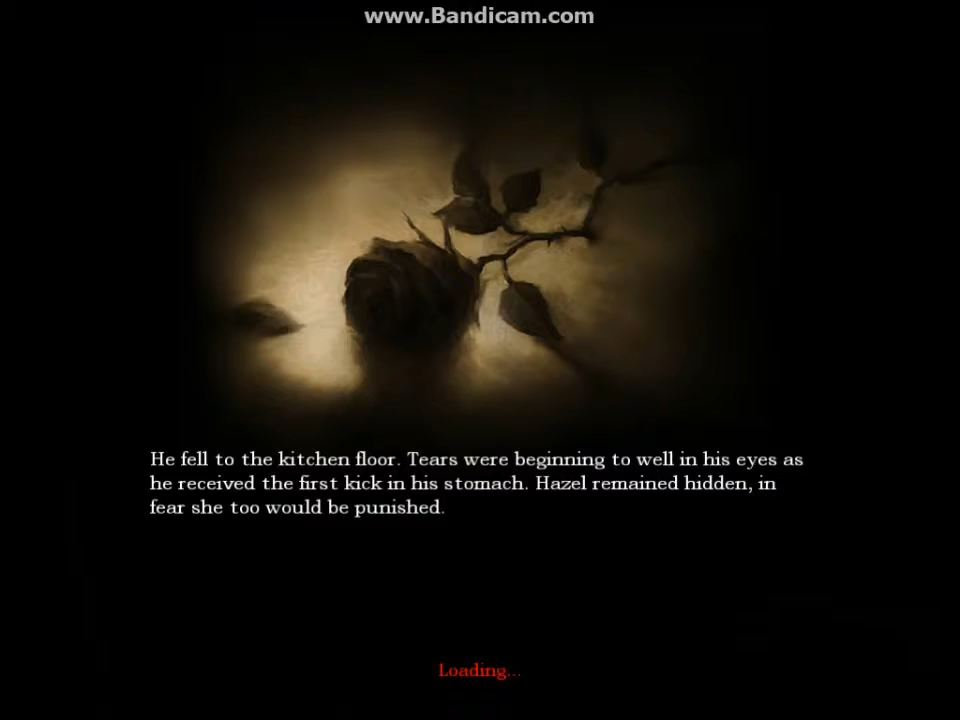 www.Bandicam.com
He fell to the kitchen floor. Tears were beginning to well in his eyes as
he received the first kick in his stomach. Hazel remained hidden, in
fear she too would be punished.
Loading...